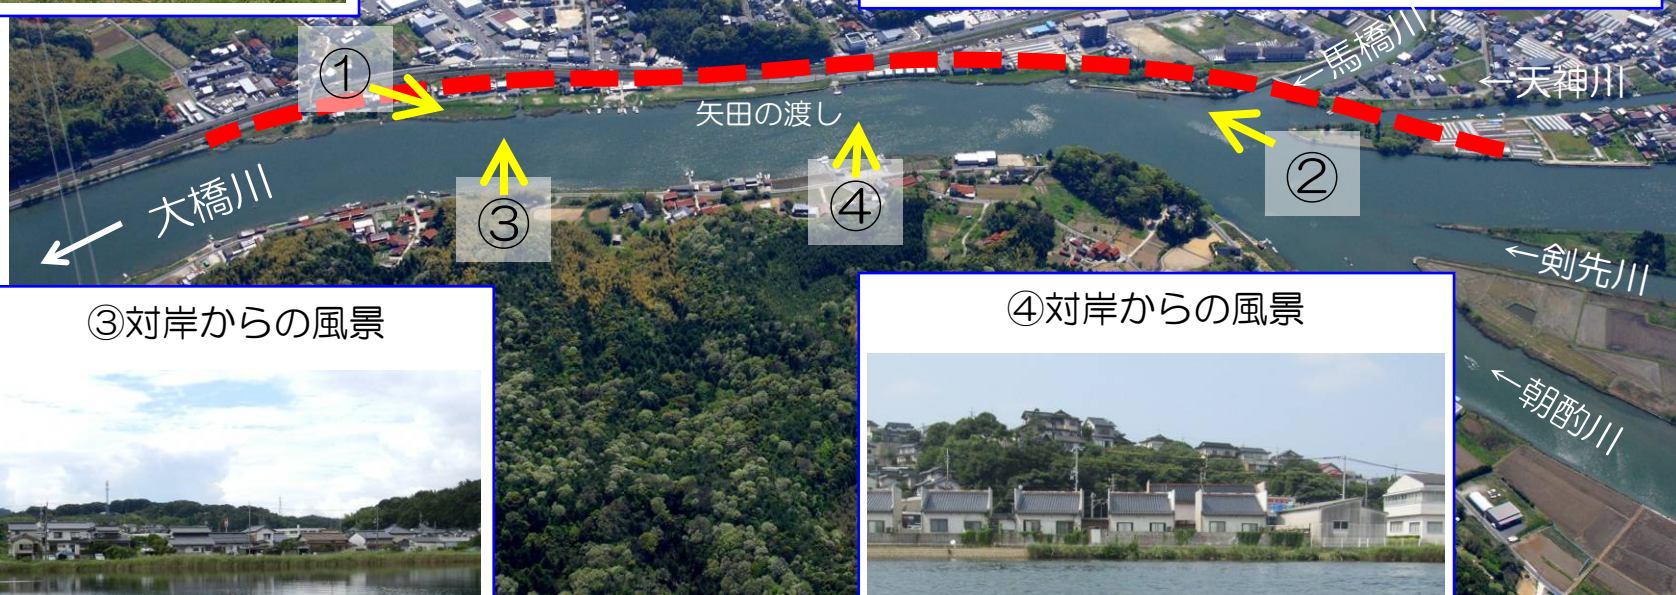 ①
←馬橋川
←天神川
矢田の渡し
②
大橋川
③
④
←剣先川
③対岸からの風景
④対岸からの風景
←朝酌川